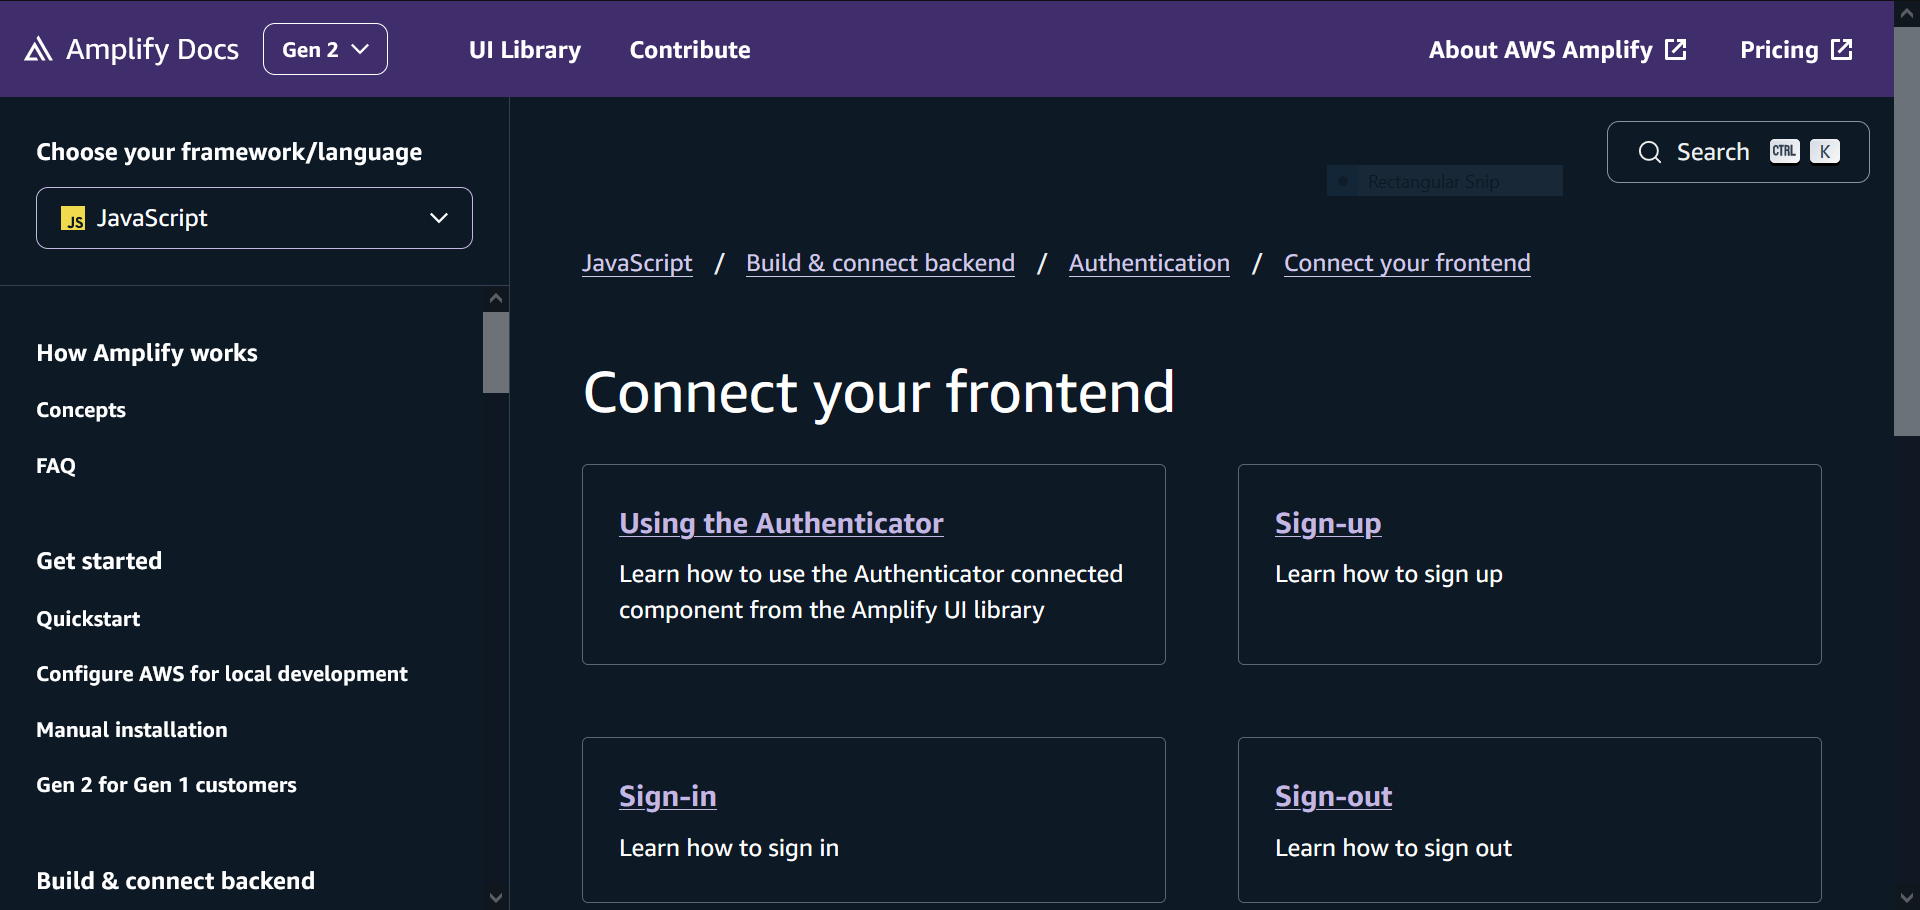 Amplify Docs
Gen 2
UI Library
Contribute
About AWS Amplify
Pricing
Choose your framework/language
JS JavaScript
Search CTRL K
Rectangular Snip
JavaScript / Build & connect backend / Authentication / Connect your frontend
How Amplify works
Concepts
FAQ
Get started
Quickstart
Configure AWS for local development
Manual installation
Gen 2 for Gen 1 customers
Build & connect backend
Connect your frontend
Using the Authenticator
Learn how to use the Authenticator connected
component from the Amplify UI library
Sign-up
Learn how to sign up
Sign-in
Learn how to sign in
Sign-out
Learn how to sign out